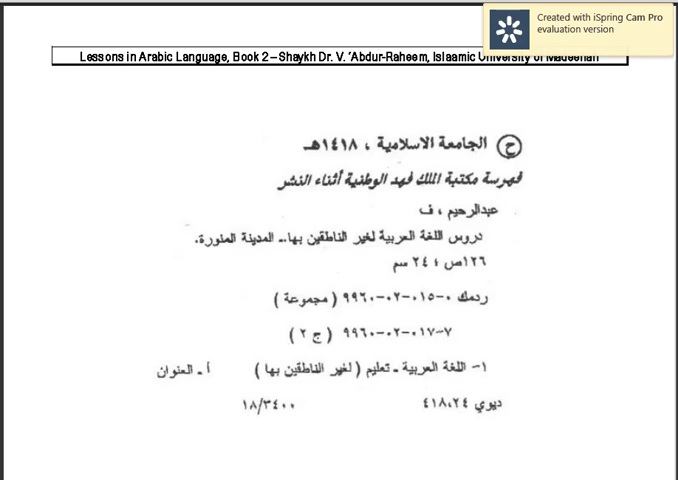 Created with iSpring Cam Pro
evaluation version
Lessons in Arabic Language, Book 2 – Shaykh Dr. V. ‘Abdur-Raheem, Islaamic University of Madeenah
ح الجامعة الاسلامية ، ١٤١٨هـ
فهرسة مكتبة الملك فهد الوطنية أثناء النشر
عبدالرحيم ، ف
دروس اللغة العربية لغير الناطقين بها.ـ المدينة المنورة.
١٢٦ص ؛ ٢٤ سم
ردمك ٠-٠١٥-٠٢-٩٩٦٠ ( مجموعة )
٧-٠١٧-٠٢-٩٩٦٠ ( ج ٢ )
١- اللغة العربية ـ تعليم ( لغير الناطقين بها ) أ ـ العنوان
ديوي ٤١٨،٢٤ ١٨/٣٤٠٠